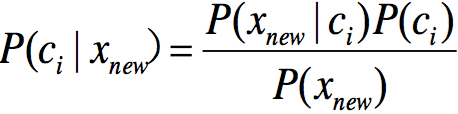 P(c_i | x_new) = P(x_new | c_i)P(c_i) / P(x_new)